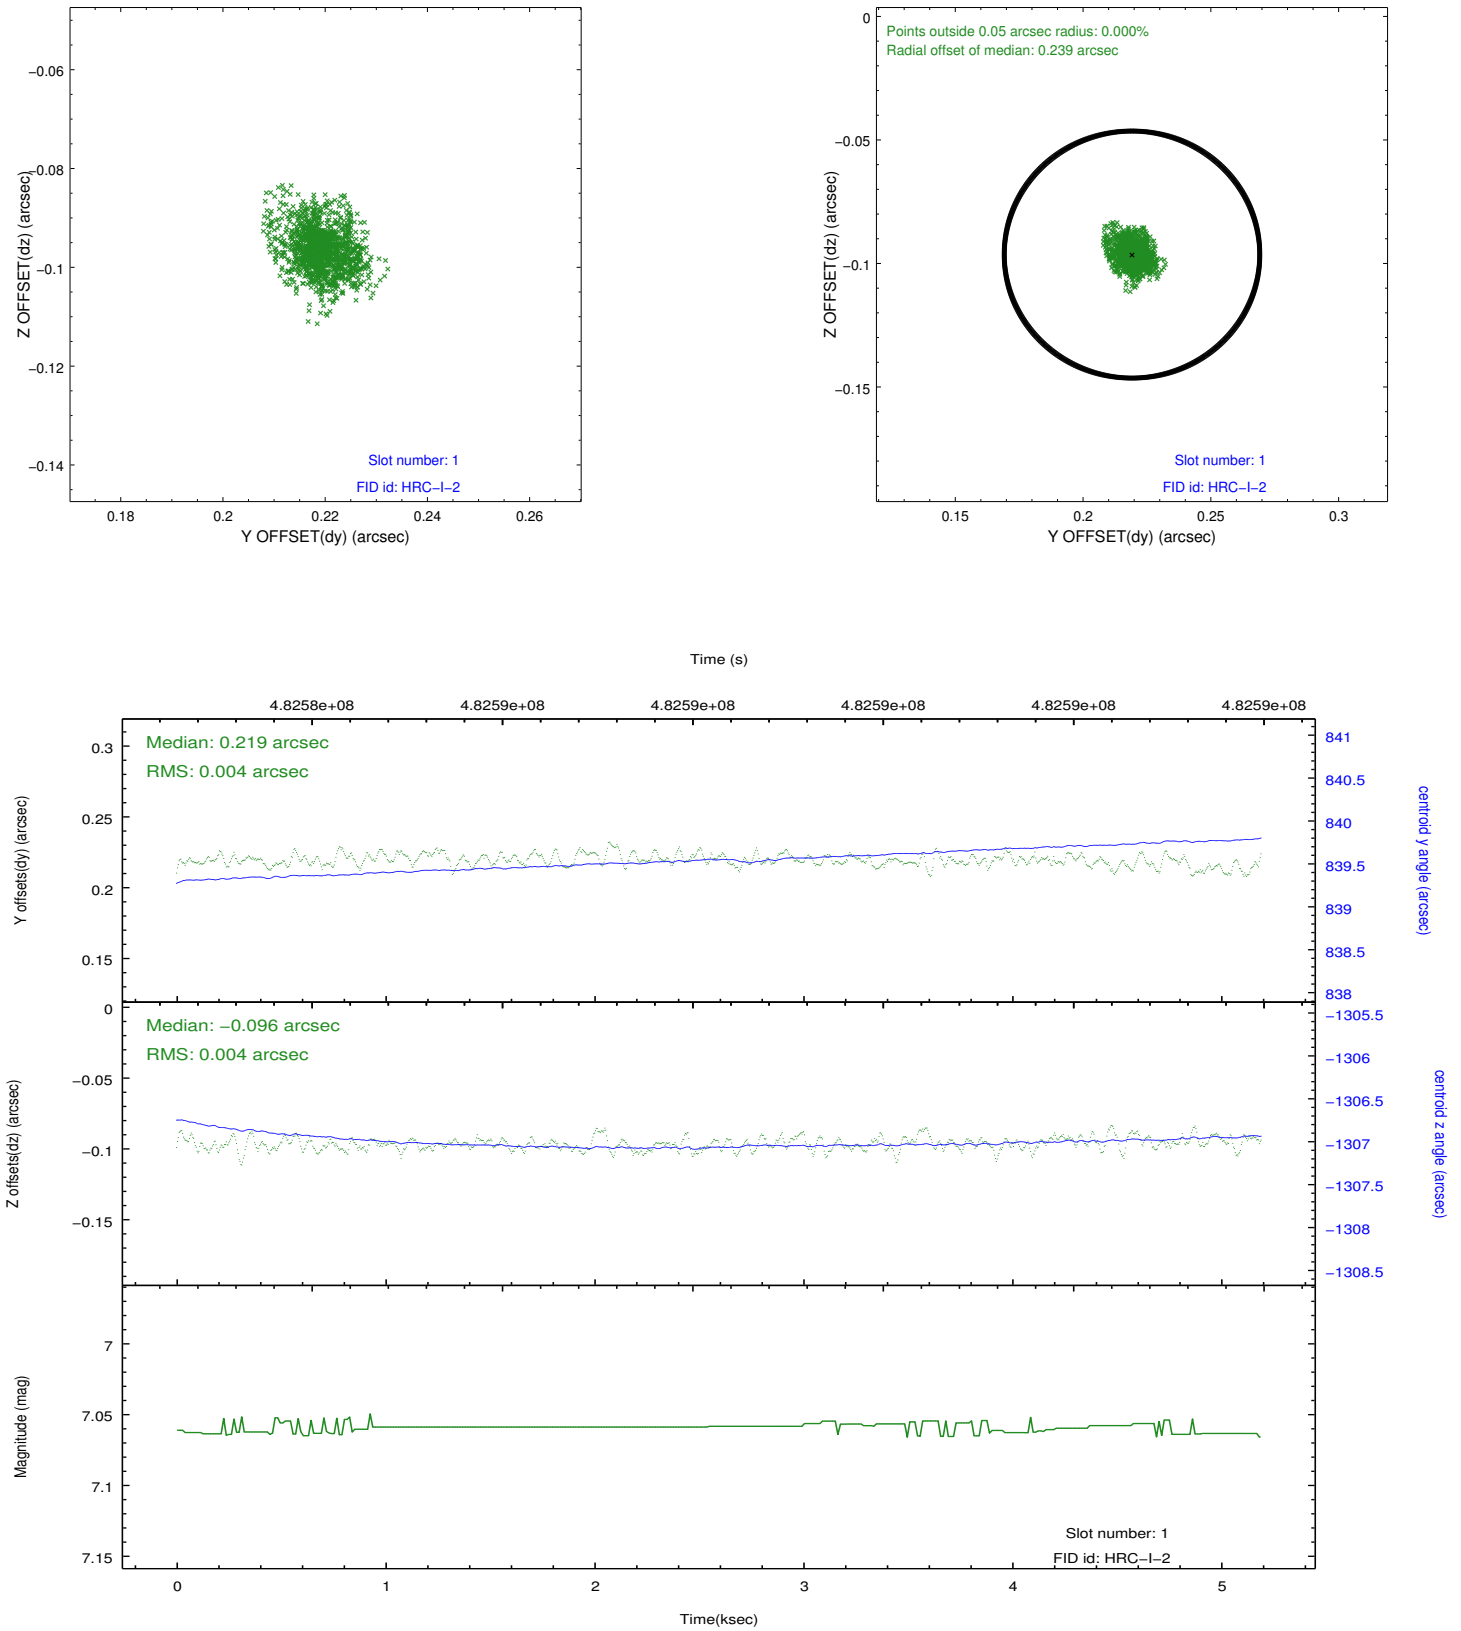 −0.06
−0.08
−0.1
−0.12
−0.14
Z OFFSET(dz) (arcsec)
Slot number: 1
FID id: HRC−I−2
0.18 0.2 0.22 0.24 0.26
Y OFFSET(dy) (arcsec)
Points outside 0.05 arcsec radius: 0.000%
Radial offset of median: 0.239 arcsec
0
−0.05
−0.1
−0.15
Z OFFSET(dz) (arcsec)
Slot number: 1
FID id: HRC−I−2
0.15 0.2 0.25 0.3
Y OFFSET(dy) (arcsec)
Time (s)
4.8258e+08 4.8259e+08 4.8259e+08 4.8259e+08 4.8259e+08 4.8259e+08
Median: 0.219 arcsec
RMS: 0.004 arcsec
0.3
0.25
0.2
0.15
Y offsets(dy) (arcsec)
841
840.5
840
839.5
839
838.5
838
centroid y angle (arcsec)
Median: −0.096 arcsec
RMS: 0.004 arcsec
0
−0.05
−0.1
−0.15
Z offsets(dz) (arcsec)
−1305.5
−1306
−1306.5
−1307
−1307.5
−1308
−1308.5
centroid z angle (arcsec)
7
7.05
7.1
7.15
Magnitude (mag)
Slot number: 1
FID id: HRC−I−2
0 1 2 3 4 5
Time(ksec)